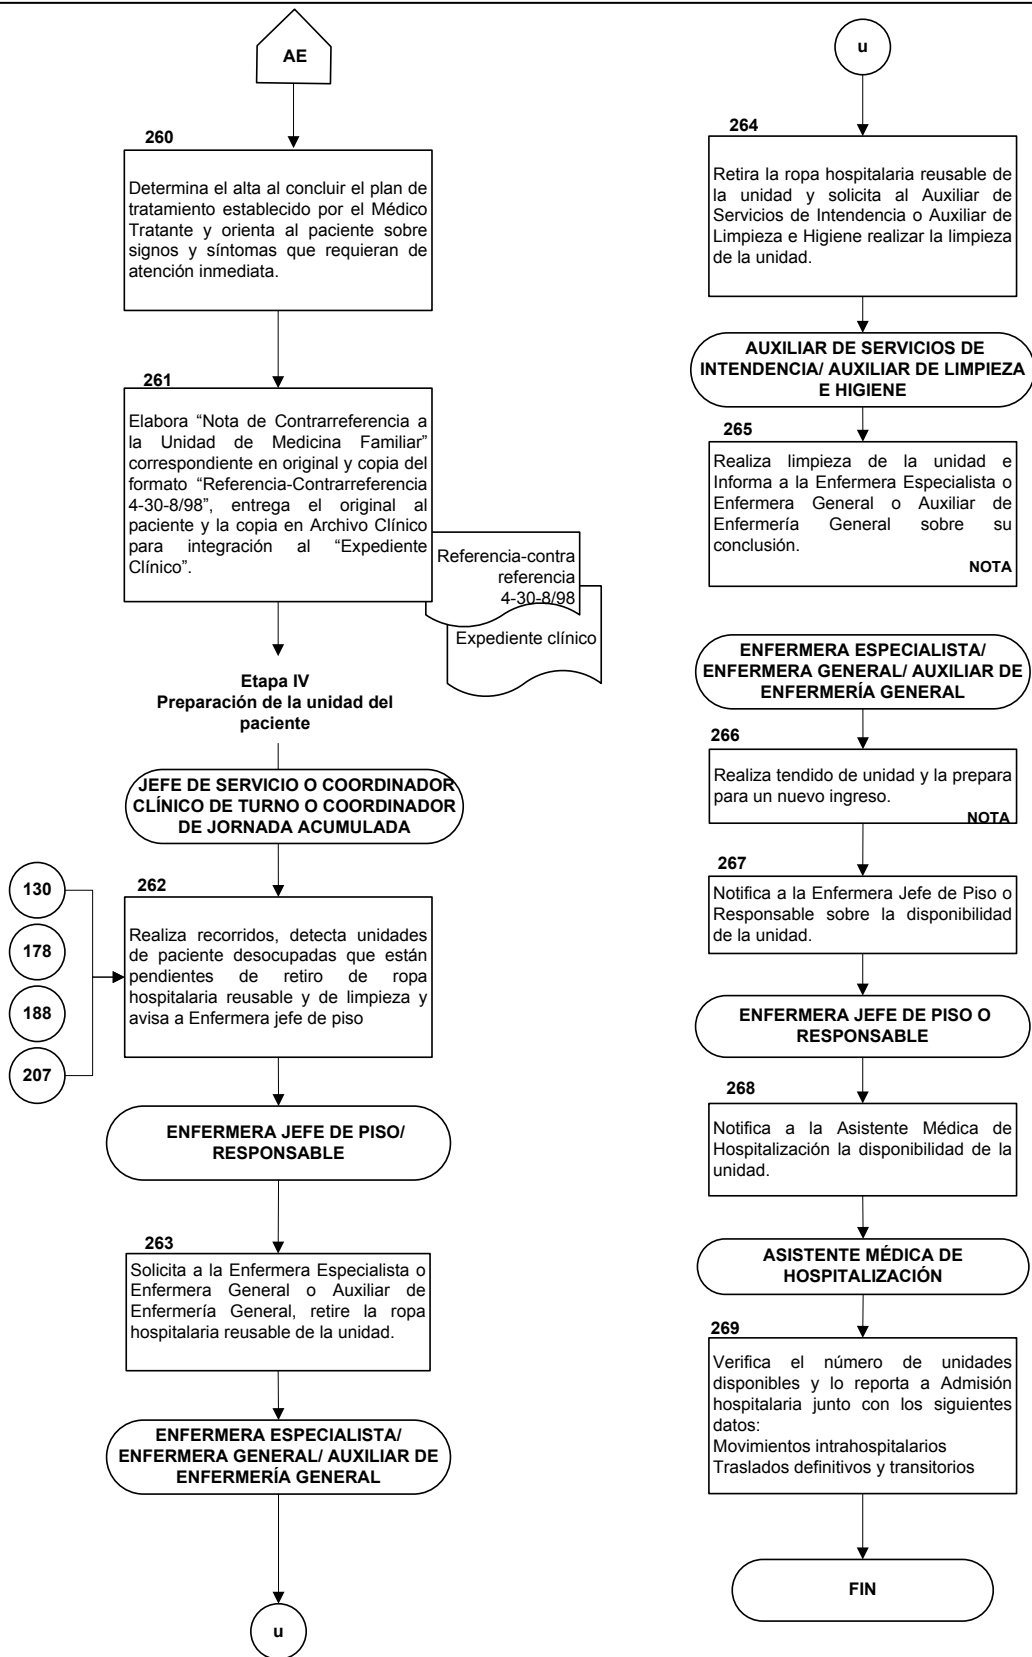 AE
260
Determina el alta al concluir el plan de
tratamiento establecido por el Médico
Tratante y orienta al paciente sobre
signos y síntomas que requieran de
atención inmediata.
261
Elabora “Nota de Contrarreferencia a
la Unidad de Medicina Familiar”
correspondiente en original y copia del
formato “Referencia-Contrarreferencia
4-30-8/98”, entrega el original al
paciente y la copia en Archivo Clínico
para integración al “Expediente
Clínico”.
Referencia-contra
referencia
4-30-8/98
Expediente clínico
Etapa IV
Preparación de la unidad del
paciente
JEFE DE SERVICIO O COORDINADOR
CLÍNICO DE TURNO O COORDINADOR
DE JORNADA ACUMULADA
130
178
188
207
262
Realiza recorridos, detecta unidades
de paciente desocupadas que están
pendientes de retiro de ropa
hospitalaria reusable y de limpieza y
avisa a Enfermera jefe de piso
ENFERMERA JEFE DE PISO/
RESPONSABLE
263
Solicita a la Enfermera Especialista o
Enfermera General o Auxiliar de
Enfermería General, retire la ropa
hospitalaria reusable de la unidad.
ENFERMERA ESPECIALISTA/
ENFERMERA GENERAL/ AUXILIAR DE
ENFERMERÍA GENERAL
u
u
264
Retira la ropa hospitalaria reusable de
la unidad y solicita al Auxiliar de
Servicios de Intendencia o Auxiliar de
Limpieza e Higiene realizar la limpieza
de la unidad.
AUXILIAR DE SERVICIOS DE
INTENDENCIA/ AUXILIAR DE LIMPIEZA
E HIGIENE
265
Realiza limpieza de la unidad e
Informa a la Enfermera Especialista o
Enfermera General o Auxiliar de
Enfermería General sobre su
conclusión.
NOTA
ENFERMERA ESPECIALISTA/
ENFERMERA GENERAL/ AUXILIAR DE
ENFERMERÍA GENERAL
266
Realiza tendido de unidad y la prepara
para un nuevo ingreso.
NOTA
267
Notifica a la Enfermera Jefe de Piso o
Responsable sobre la disponibilidad
de la unidad.
ENFERMERA JEFE DE PISO O
RESPONSABLE
268
Notifica a la Asistente Médica de
Hospitalización la disponibilidad de la
unidad.
ASISTENTE MÉDICA DE
HOSPITALIZACIÓN
269
Verifica el número de unidades
disponibles y lo reporta a Admisión
hospitalaria junto con los siguientes
datos:
Movimientos intrahospitalarios
Traslados definitivos y transitorios
FIN